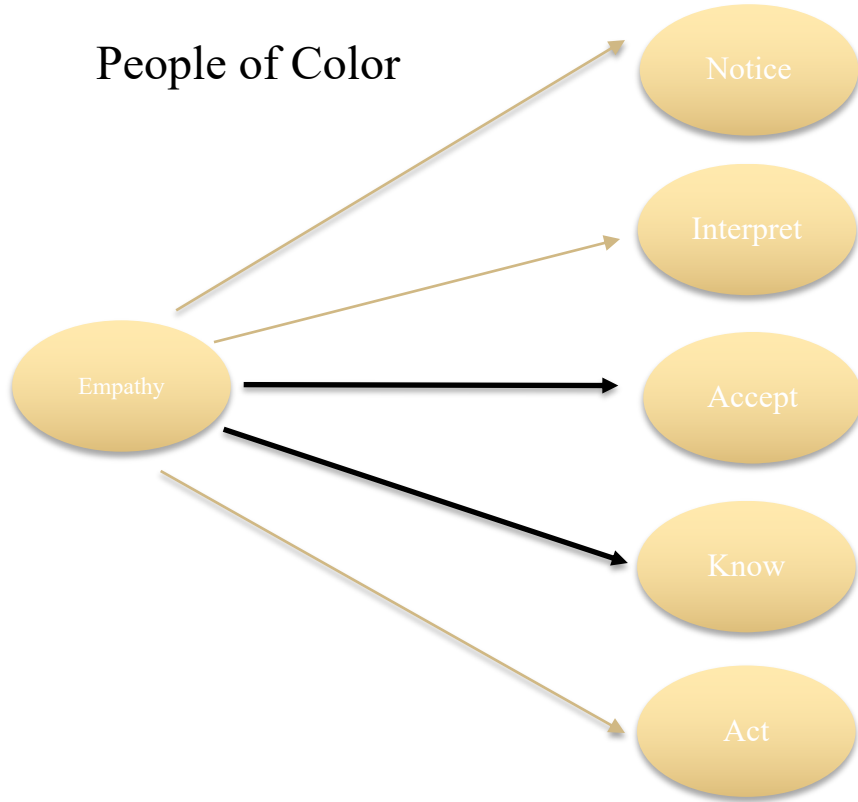 People of Color
Notice
Interpret
Empathy
Accept
Know
Act